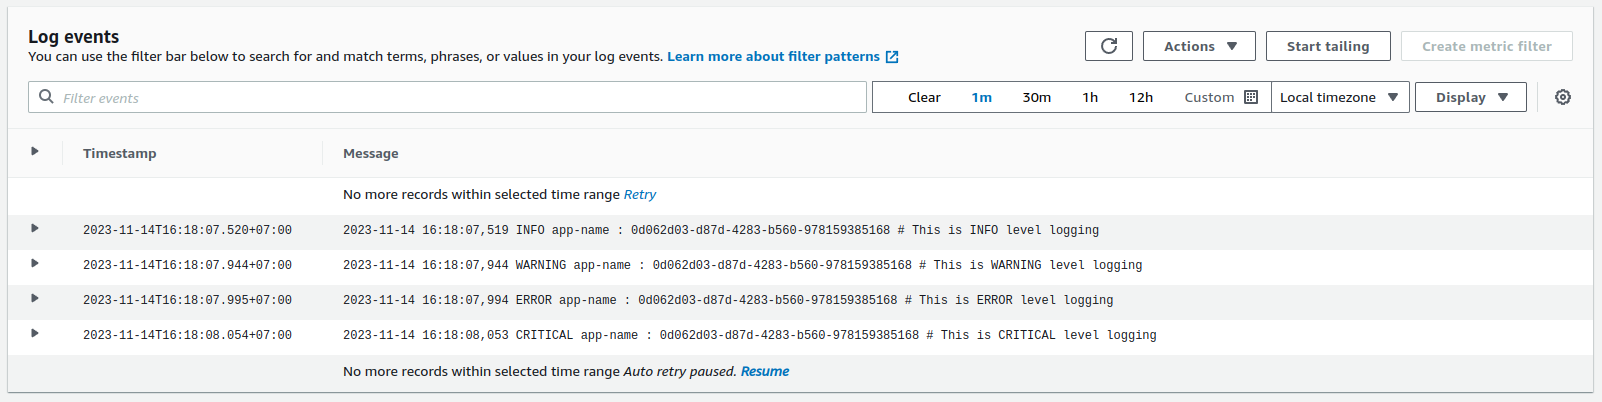 Log events
You can use the filter bar below to search for and match terms, phrases, or values in your log events. Learn more about filter patterns
Actions
Start tailing
Create metric filter
Filter events
Clear 1m 30m 1h 12h Custom Local timezone
Display
Timestamp Message
No more records within selected time range Retry
2023-11-14T16:18:07.520+07:00 2023-11-14 16:18:07,519 INFO app-name : 0d062d03-d87d-4283-b560-978159385168 # This is INFO level logging
2023-11-14T16:18:07.944+07:00 2023-11-14 16:18:07,944 WARNING app-name : 0d062d03-d87d-4283-b560-978159385168 # This is WARNING level logging
2023-11-14T16:18:07.995+07:00 2023-11-14 16:18:07,994 ERROR app-name : 0d062d03-d87d-4283-b560-978159385168 # This is ERROR level logging
2023-11-14T16:18:08.054+07:00 2023-11-14 16:18:08,053 CRITICAL app-name : 0d062d03-d87d-4283-b560-978159385168 # This is CRITICAL level logging
No more records within selected time range Auto retry paused. Resume